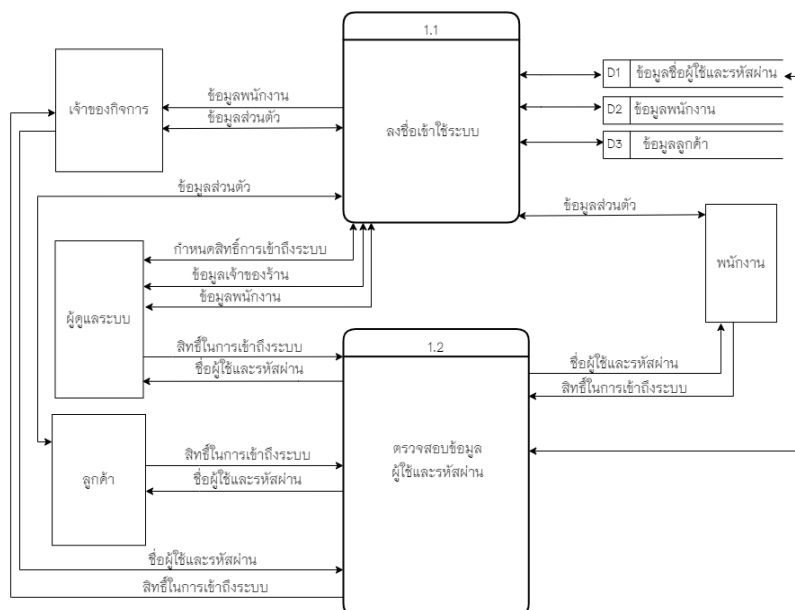 1.1
D1 ข้อมูลชื่อผู้ใช้และรหัสผ่าน
เจ้าของกิจการ
ข้อมูลพนักงาน
D2 ข้อมูลพนักงาน
ข้อมูลส่วนตัว
ลงชื่อเข้าใช้ระบบ
D3 ข้อมูลลูกค้า
ข้อมูลส่วนตัว
ข้อมูลส่วนตัว
กำหนดสิทธิ์การเข้าถึงระบบ
พนักงาน
ข้อมูลเจ้าของร้าน
ข้อมูลพนักงาน
ผู้ดูแลระบบ
สิทธิ์ในการเข้าถึงระบบ
1.2
ชื่อผู้ใช้และรหัสผ่าน
ชื่อผู้ใช้และรหัสผ่าน
สิทธิ์ในการเข้าถึงระบบ
ตรวจสอบข้อมูล
ผู้ใช้และรหัสผ่าน
สิทธิ์ในการเข้าถึงระบบ
ลูกค้า
ชื่อผู้ใช้และรหัสผ่าน
ชื่อผู้ใช้และรหัสผ่าน
สิทธิ์ในการเข้าถึงระบบ